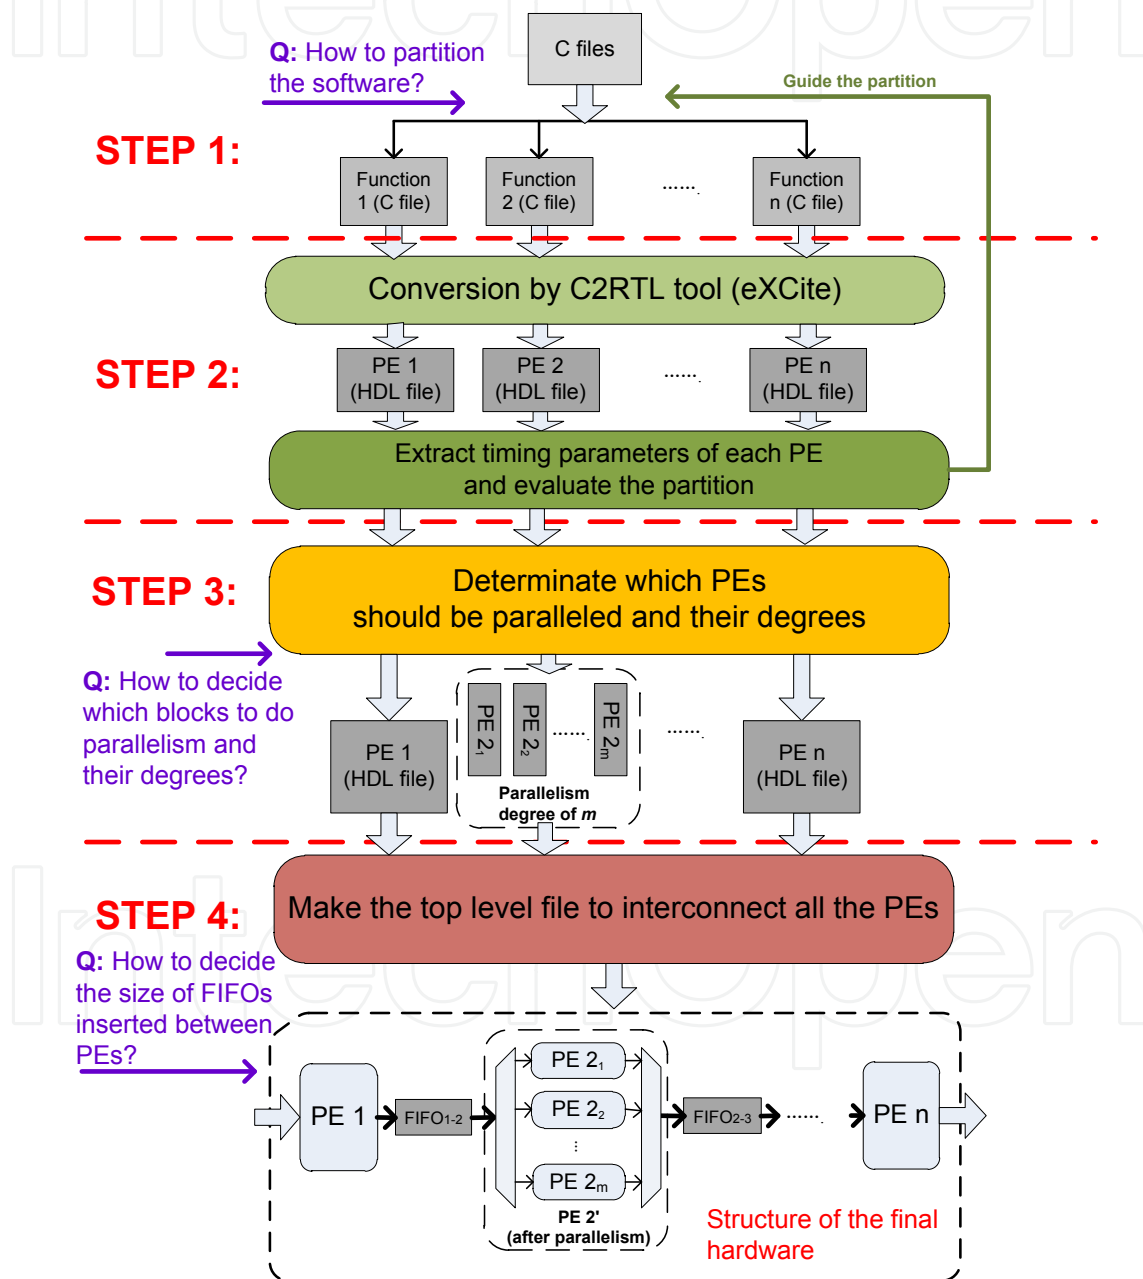 IntechOpen
C files
Q: How to partition
the software?
Guide the partition
STEP 1:
Function
1 (C file)
Function
2 (C file)
.......
Function
n (C file)
Conversion by C2RTL tool (eXCite)
STEP 2:
PE 1
(HDL file)
PE 2
(HDL file)
.......
PE n
(HDL file)
Extract timing parameters of each PE
and evaluate the partition
STEP 3:
Determinate which PEs
should be paralleled and their degrees
Q: How to decide
which blocks to do
parallelism and
their degrees?
PE 1
(HDL file)
PE 2₁
PE 2₂
.......
PE 2ₘ
Parallelism
degree of m
.......
PE n
(HDL file)
IntechOpen
STEP 4:
Make the top level file to interconnect all the PEs
Q: How to decide
the size of FIFOs
inserted between
PEs?
PE 1
FIFO1-2
PE 2₁
PE 2₂
...
PE 2ₘ
PE 2'
(after parallelism)
FIFO2-3
.......
PE n
Structure of the final
hardware